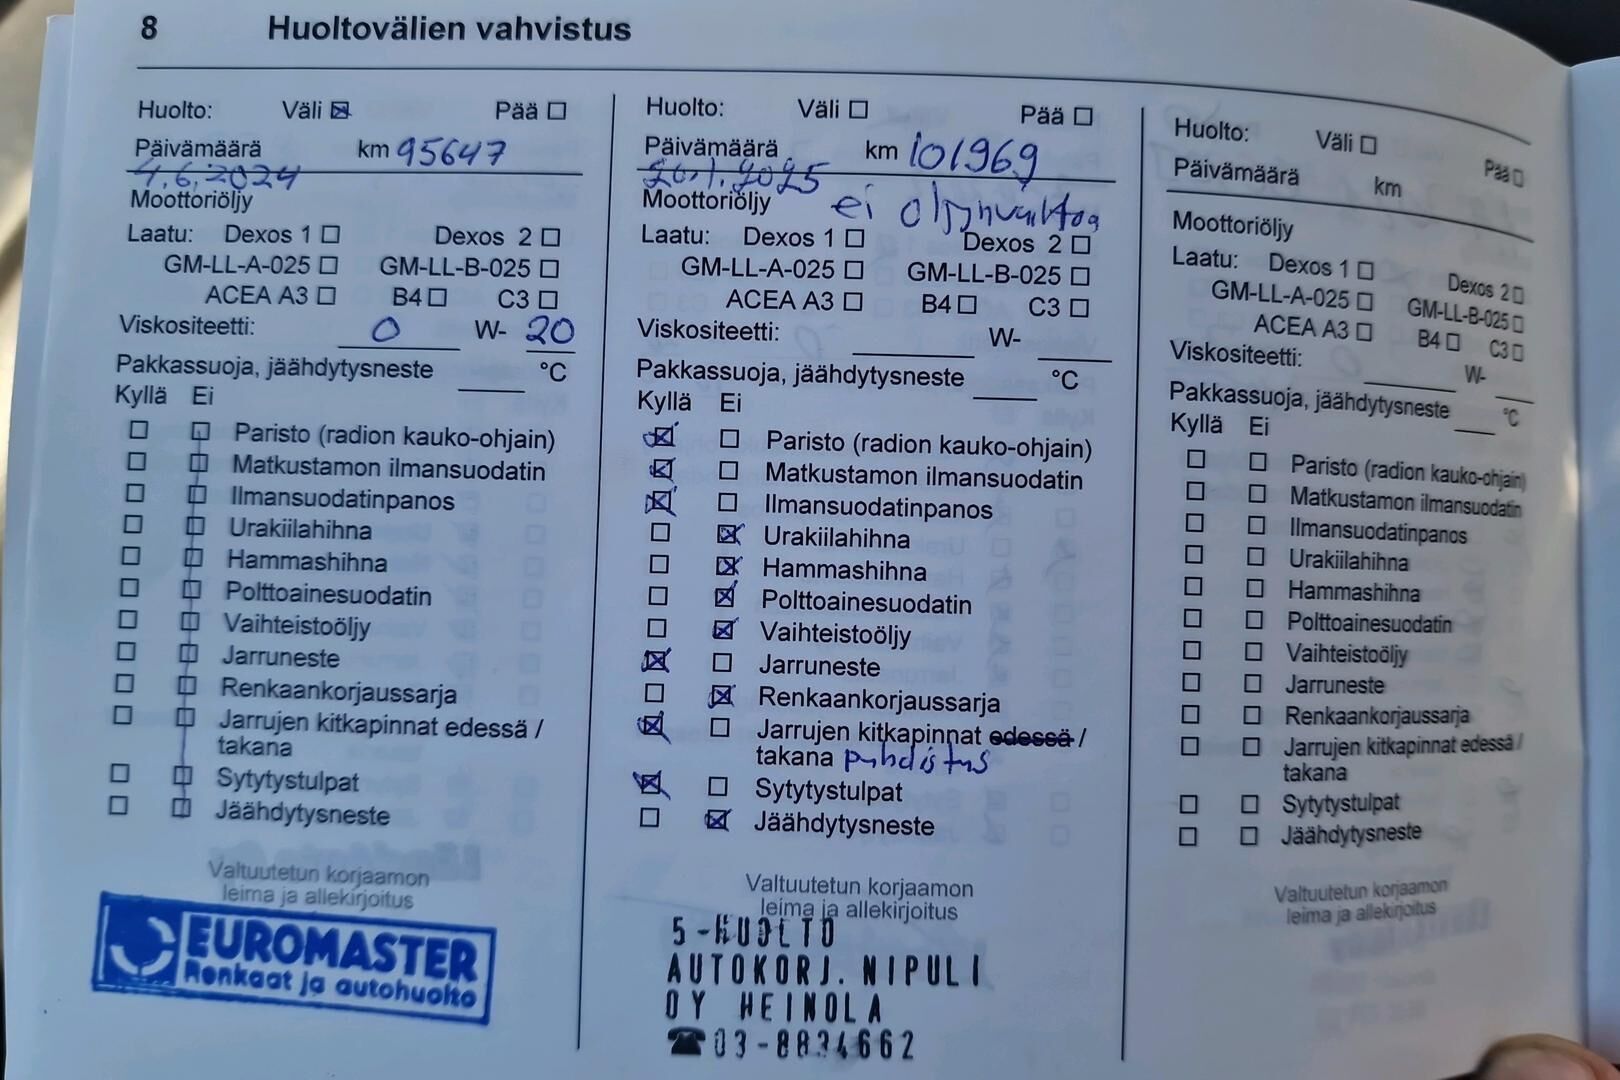 8 Huoltovälien vahvistus
Huolto: Väli ☒ Pää ☐
Päivämäärä km 95647
4.6.2024
Moottoriöljy
Laatu: Dexos 1 ☐ Dexos 2 ☐
GM-LL-A-025 ☐ GM-LL-B-025 ☐
ACEA A3 ☐ B4 ☐ C3 ☐
Viskositeetti: 0 W- 20
Pakkassuoja, jäähdytysneste ____ °C
Kyllä Ei
☐ ☐ Paristo (radion kauko-ohjain)
☐ ☐ Matkustamon ilmansuodatin
☐ ☐ Ilmansuodatinpanos
☐ ☐ Urakiilahihna
☐ ☐ Hammashihna
☐ ☐ Polttoainesuodatin
☐ ☐ Vaihteistoöljy
☐ ☐ Jarruneste
☐ ☐ Renkaankorjaussarja
☐ ☐ Jarrujen kitkapinnat edessä /
takana
☐ ☐ Sytytystulpat
☐ ☐ Jäähdytysneste
Valtuutetun korjaamon
leima ja allekirjoitus
EUROMASTER
Renkaat ja autohuolto
Huolto: Väli ☐ Pää ☐
Päivämäärä km 101969
20.1.2025
Moottoriöljy ei öljynvaihtoa
Laatu: Dexos 1 ☐ Dexos 2 ☐
GM-LL-A-025 ☐ GM-LL-B-025 ☐
ACEA A3 ☐ B4 ☐ C3 ☐
Viskositeetti: ____ W- ____
Pakkassuoja, jäähdytysneste ____ °C
Kyllä Ei
☒ ☐ Paristo (radion kauko-ohjain)
☒ ☐ Matkustamon ilmansuodatin
☒ ☐ Ilmansuodatinpanos
☐ ☒ Urakiilahihna
☐ ☒ Hammashihna
☐ ☒ Polttoainesuodatin
☐ ☒ Vaihteistoöljy
☒ ☐ Jarruneste
☐ ☒ Renkaankorjaussarja
☒ ☐ Jarrujen kitkapinnat edessä /
takana puhdistus
☒ ☐ Sytytystulpat
☐ ☒ Jäähdytysneste
Valtuutetun korjaamon
leima ja allekirjoitus
5-HUOLTO
AUTOKORJ. NIPULI
OY HEINOLA
☎03-8834662
Huolto: Väli ☐ Pää ☐
Päivämäärä km
Moottoriöljy
Laatu: Dexos 1 ☐ Dexos 2 ☐
GM-LL-A-025 ☐ GM-LL-B-025 ☐
ACEA A3 ☐ B4 ☐ C3 ☐
Viskositeetti: ____ W- ____
Pakkassuoja, jäähdytysneste ____ °C
Kyllä Ei
☐ ☐ Paristo (radion kauko-ohjain)
☐ ☐ Matkustamon ilmansuodatin
☐ ☐ Ilmansuodatinpanos
☐ ☐ Urakiilahihna
☐ ☐ Hammashihna
☐ ☐ Polttoainesuodatin
☐ ☐ Vaihteistoöljy
☐ ☐ Jarruneste
☐ ☐ Renkaankorjaussarja
☐ ☐ Jarrujen kitkapinnat edessä /
takana
☐ ☐ Sytytystulpat
☐ ☐ Jäähdytysneste
Valtuutetun korjaamon
leima ja allekirjoitus